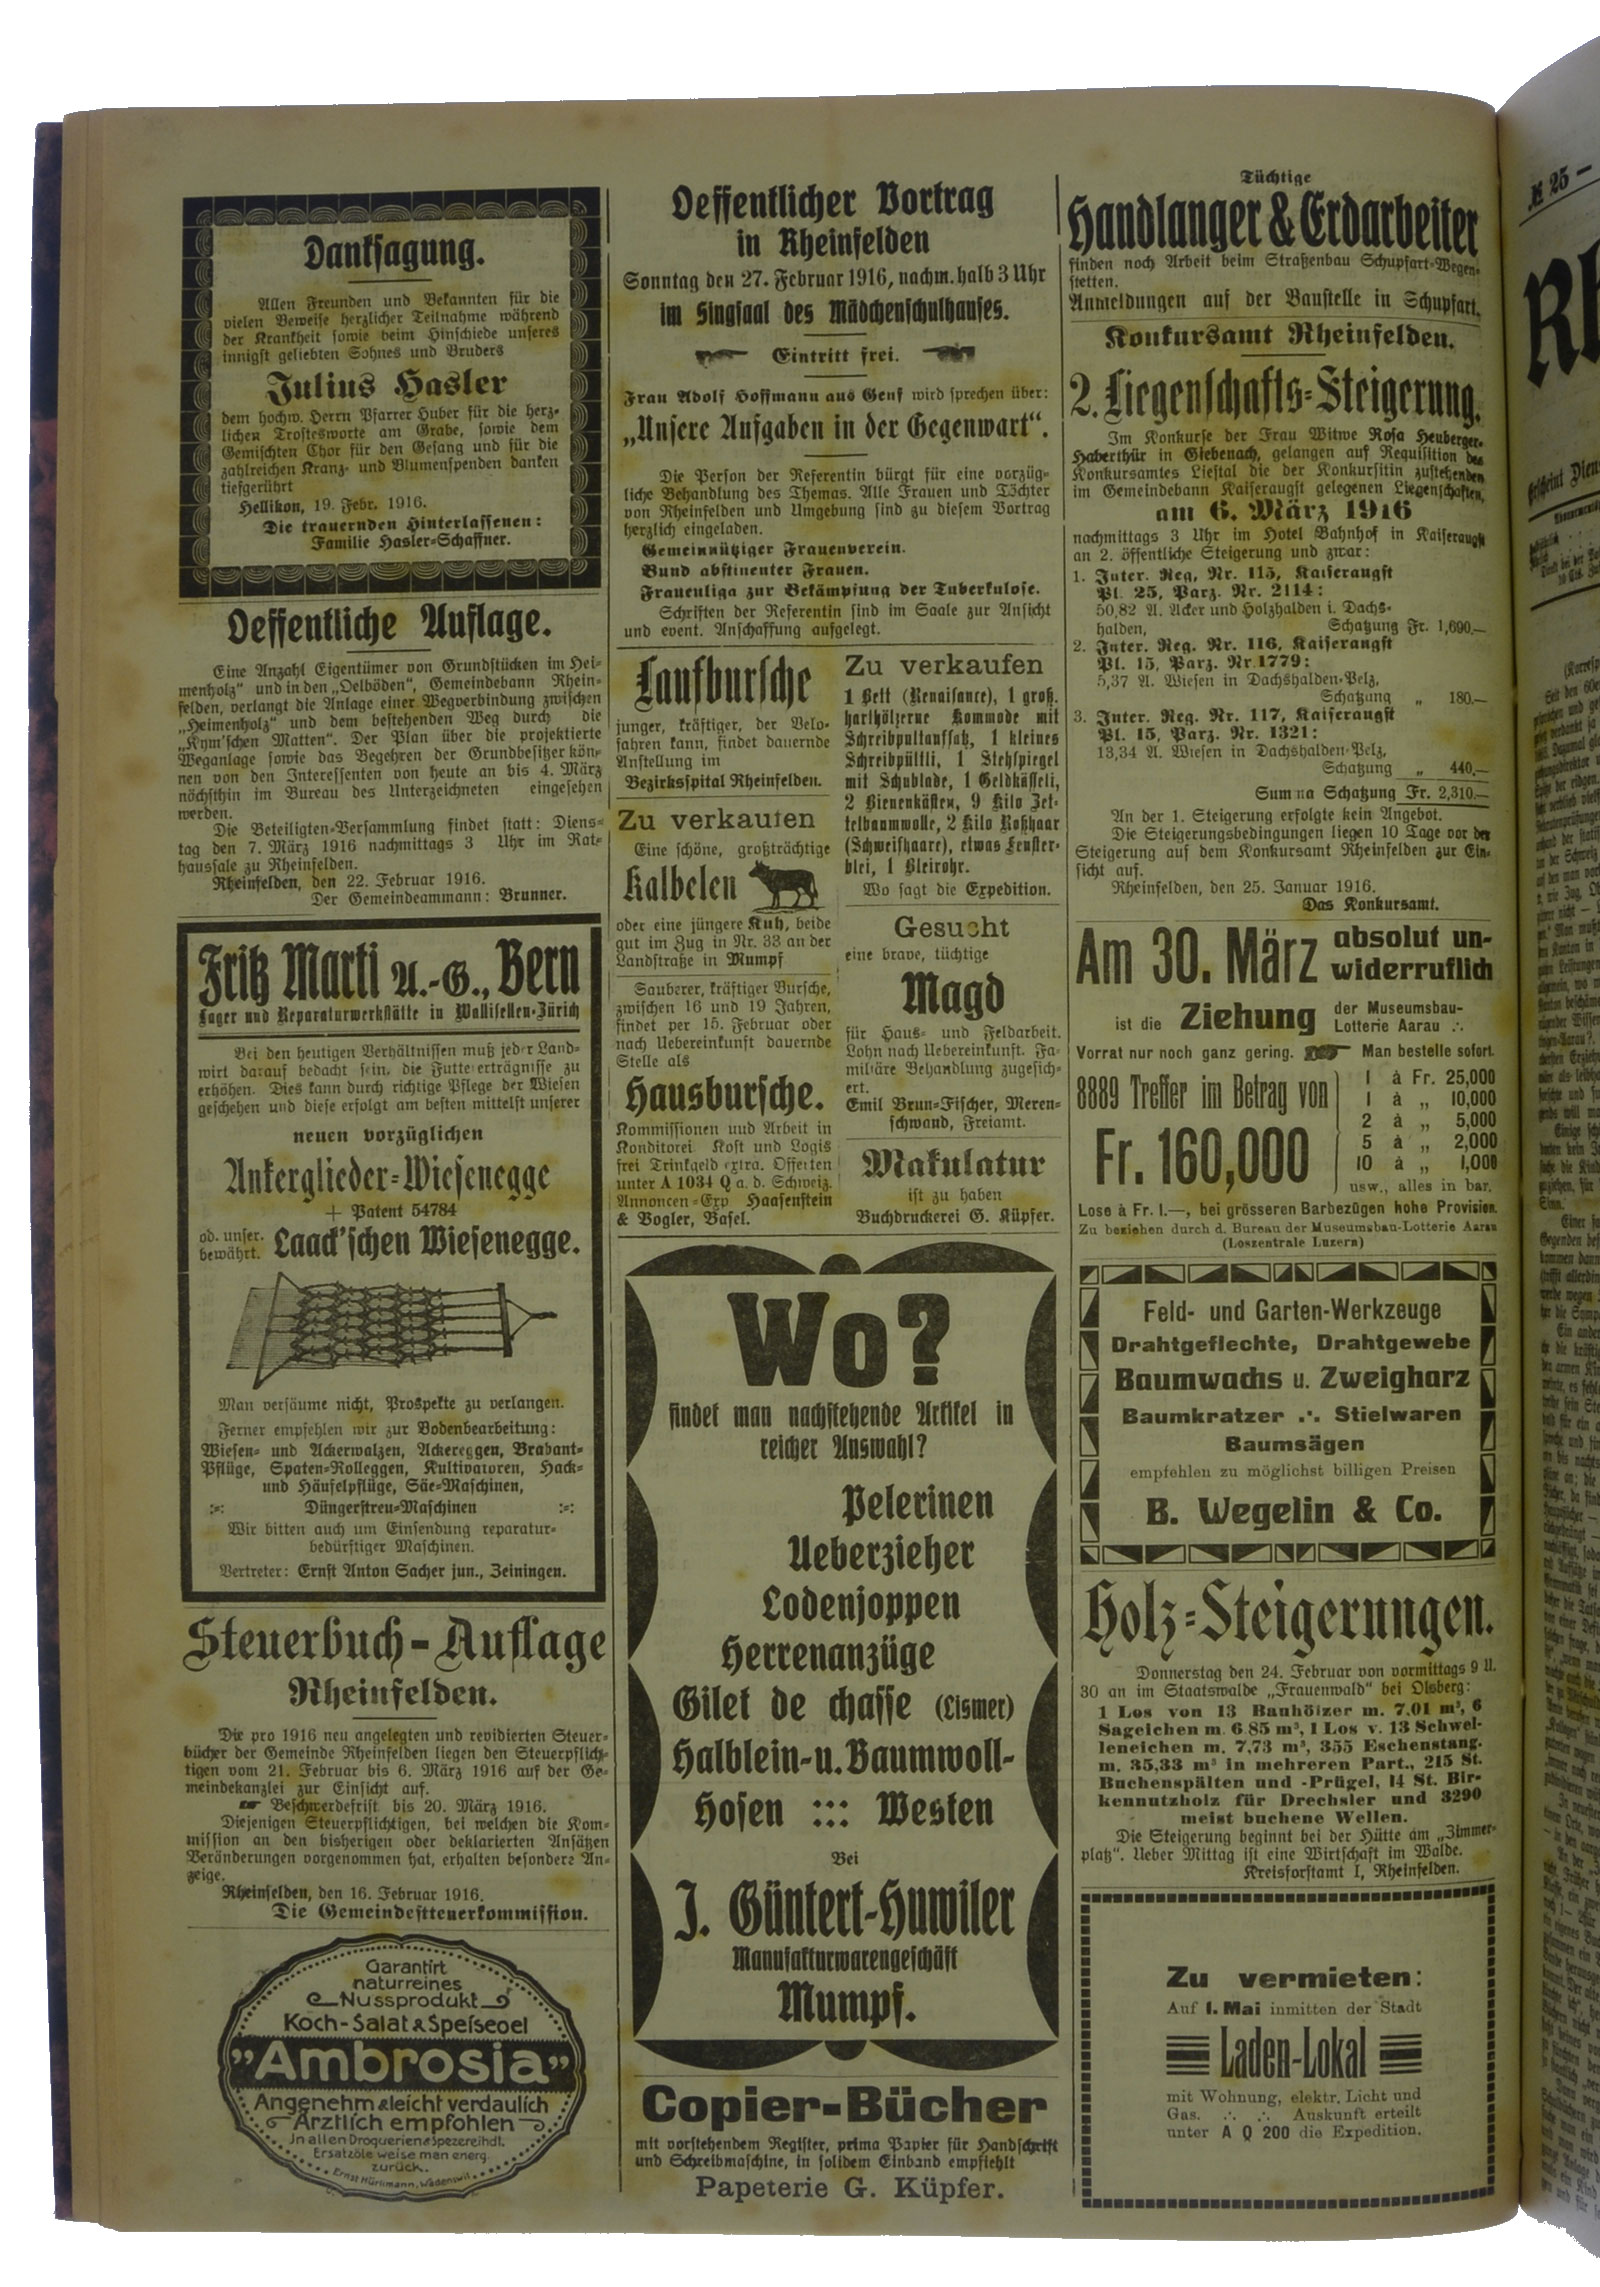 Danksagung.
Allen Freunden und Bekannten für die
vielen Beweise herzlicher Teilnahme während
der Krankheit sowie beim Hinschiede unseres
innigst geliebten Sohnes und Bruders
Julius Hasler
dem hochw. Herrn Pfarrer Huber für die herz-
lichen Trostesworte am Grabe, sowie dem
Gemischten Chor für den Gesang und für die
zahlreichen Kranz- und Blumenspenden danken
tiefgerührt
Hellikon, 19. Febr. 1916.
Die trauernden Hinterlassenen:
Familie Hasler-Schaffner.
Oeffentliche Auflage.
Eine Anzahl Eigentümer von Grundstücken im Hei-
menholz" und in den „Oelböden", Gemeindebann Rhein-
felden, verlangt die Anlage einer Wegverbindung zwischen
„Heimenholz" und dem bestehenden Weg durch die
„Kym'schen Matten". Der Plan über die projektierte
Weganlage sowie das Begehren der Grundbesitzer kön-
nen von den Interessenten von heute an bis 4. März
nächsthin im Bureau des Unterzeichneten eingesehen
werden.
Die Beteiligten-Versammlung findet statt: Diens-
tag den 7. März 1916 nachmittags 3 Uhr im Rat-
haussale zu Rheinfelden.
Rheinfelden, den 22. Februar 1916.
Der Gemeindeammann: Brunner.
Fritz Marti A.-G., Bern
Lager und Reparaturwerkstätte in Wallisellen-Zürich
Bei den heutigen Verhältnissen muß jeder Land-
wirt darauf bedacht sein, die Futtererträgnisse zu
erhöhen. Dies kann durch richtige Pflege der Wiesen
geschehen und diese erfolgt am besten mittelst unserer
neuen vorzüglichen
Ankerglieder-Wiesenegge
+ Patent 54784
od. unser. bewährt. Laack'schen Wiesenegge.
Man versäume nicht, Prospekte zu verlangen.
Ferner empfehlen wir zur Bodenbearbeitung:
Wiesen- und Ackerwalzen, Ackereggen, Brabant-
Pflüge, Spaten-Rolleggen, Kultivatoren, Hack-
und Häufelpflüge, Säe-Maschinen,
:-: Düngerstreu-Maschinen :-:
Wir bitten auch um Einsendung reparatur-
bedürftiger Maschinen.
Vertreter: Ernst Anton Sacher jun., Zeiningen.
Steuerbuch-Auflage
Rheinfelden.
Die pro 1916 neu angelegten und revidierten Steuer-
bücher der Gemeinde Rheinfelden liegen den Steuerpflich-
tigen vom 21. Februar bis 6. März 1916 auf der Ge-
meindekanzlei zur Einsicht auf.
☛ Beschwerdefrist bis 20. März 1916.
Diejenigen Steuerpflichtigen, bei welchen die Kom-
mission an den bisherigen oder deklarierten Ansätzen
Veränderungen vorgenommen hat, erhalten besondere An-
zeige.
Rheinfelden, den 16. Februar 1916.
Die Gemeindesteuerkommission.
Garantirt
naturreines
Nussprodukt
Koch-Salat & Speiseoel
"Ambrosia"
Angenehm & leicht verdaulich
Ärztlich empfohlen
In allen Droguerien & Spezereihdl.
Ersatzöle weise man energ.
zurück.
Ernst Hürlimann, Wädenswil.
Oeffentlicher Vortrag
in Rheinfelden
Sonntag den 27. Februar 1916, nachm. halb 3 Uhr
im Singsaal des Mädchenschulhauses.
Eintritt frei.
Frau Adolf Hoffmann aus Genf wird sprechen über:
„Unsere Aufgaben in der Gegenwart".
Die Person der Referentin bürgt für eine vorzüg-
liche Behandlung des Themas. Alle Frauen und Töchter
von Rheinfelden und Umgebung sind zu diesem Vortrag
herzlich eingeladen.
Gemeinnütziger Frauenverein.
Bund abstinenter Frauen.
Frauenliga zur Bekämpfung der Tuberkulose.
Schriften der Referentin sind im Saale zur Ansicht
und event. Anschaffung aufgelegt.
Laufbursche
junger, kräftiger, der Velo-
fahren kann, findet dauernde
Anstellung im
Bezirksspital Rheinfelden.
Zu verkaufen
Eine schöne, großträchtige
Kalbelen
oder eine jüngere Kuh, beide
gut im Zug in Nr. 33 an der
Landstraße in Mumpf
Sauberer, kräftiger Bursche,
zwischen 16 und 19 Jahren,
findet per 15. Februar oder
nach Uebereinkunft dauernde
Stelle als
Hausbursche.
Kommissionen und Arbeit in
Konditorei Kost und Logis
frei Trinkgeld extra. Offerten
unter A 1034 Q a. d. Schweiz.
Annoncen-Exp Haasenstein
& Vogler, Basel.
Zu verkaufen
1 Bett (Renaisance), 1 groß.
hartholzerne Kommode mit
Schreibpultaufsatz, 1 kleines
Schreibpültli, 1 Stehspiegel
mit Schublade, 1 Geldkässeli,
2 Bienenkästen, 9 Kilo Zet-
telbaumwolle, 2 Kilo Roßhaar
(Schweifhaare), etwas Fenster-
blei, 1 Bleirohr.
Wo sagt die Expedition.
Gesucht
eine brave, tüchtige
Magd
für Haus- und Feldarbeit.
Lohn nach Uebereinkunft. Fa-
miliäre Behandlung zugesich-
ert.
Emil Brun-Fischer, Meren-
schwand, Freiamt.
Makulatur
ist zu haben
Buchdruckerei G. Küpfer.
Wo?
findet man nachstehende Artikel in
reicher Auswahl?
Pelerinen
Ueberzieher
Lodenjoppen
Herrenanzüge
Gilet de chasse (Lismer)
Halblein-u. Baumwoll-
Hosen ::: Westen
Bei
J. Güntert-Huwiler
Manufakturwarengeschäft
Mumpf.
Copier-Bücher
mit vorstehendem Register, prima Papier für Handschrift
und Schreibmaschine, in solidem Einband empfiehlt
Papeterie G. Küpfer.
Tüchtige
Handlanger & Erdarbeiter
finden noch Arbeit beim Straßenbau Schupfart-Wegen-
stetten.
Anmeldungen auf der Baustelle in Schupfart.
Konkursamt Rheinfelden.
2. Liegenschafts-Steigerung.
Im Konkurse der Frau Witwe Rosa Heuberger-
Haberthür in Giebenach, gelangen auf Requisition des
Konkursamtes Liestal die der Konkursitin zustehenden
im Gemeindebann Kaiseraugst gelegenen Liegenschaften,
am 6. März 1916
nachmittags 3 Uhr im Hotel Bahnhof in Kaiseraugst
an 2. öffentliche Steigerung und zwar:
1. Inter. Reg. Nr. 115, Kaiseraugst
Pl. 25, Parz. Nr. 2114:
50,82 A. Acker und Holzhalden i. Dachs-
halden, Schatzung Fr. 1,690.—
2. Inter. Reg. Nr. 116, Kaiseraugst
Pl. 15, Parz. Nr. 1779:
5,37 A. Wiesen in Dachshalden-Pelz,
Schatzung „ 180.—
3. Inter. Reg. Nr. 117, Kaiseraugst
Pl. 15, Parz. Nr. 1321:
13,34 A. Wiesen in Dachshalden-Pelz,
Schatzung „ 440.—
Summa Schatzung Fr. 2,310.—
An der 1. Steigerung erfolgte kein Angebot.
Die Steigerungsbedingungen liegen 10 Tage vor der
Steigerung auf dem Konkursamt Rheinfelden zur Ein-
sicht auf.
Rheinfelden, den 25. Januar 1916.
Das Konkursamt.
Am 30. März absolut un-
widerruflich
ist die Ziehung der Museumsbau-
Lotterie Aarau ∴
Vorrat nur noch ganz gering. ☛ Man bestelle sofort.
8889 Treffer im Betrag von
Fr. 160,000
1 à Fr. 25,000
1 à „ 10,000
2 à „ 5,000
5 à „ 2,000
10 à „ 1,000
usw., alles in bar.
Lose à Fr. 1.—, bei grösseren Barbezügen hohe Provision.
Zu beziehen durch d. Bureau der Museumsbau-Lotterie Aarau
(Loszentrale Luzern)
Feld- und Garten-Werkzeuge
Drahtgeflechte, Drahtgewebe
Baumwachs u. Zweigharz
Baumkratzer ∴ Stielwaren
Baumsägen
empfehlen zu möglichst billigen Preisen
B. Wegelin & Co.
Holz-Steigerungen.
Donnerstag den 24. Februar von vormittags 9 U.
30 an im Staatswalde „Frauenwald" bei Olsberg:
1 Los von 13 Bauhölzer m. 7.01 m³, 6
Sageichen m. 6.85 m³, 1 Los v. 13 Schwel-
leneichen m. 7,73 m³, 355 Eschenstang.
m. 35,33 m³ in mehreren Part., 215 St.
Buchenspälten und -Prügel, 14 St. Bir-
kennutzholz für Drechsler und 3290
meist buchene Wellen.
Die Steigerung beginnt bei der Hütte am „Zimmer-
platz". Ueber Mittag ist eine Wirtschaft im Walde.
Kreisforstamt I, Rheinfelden.
Zu vermieten:
Auf 1. Mai inmitten der Stadt
Laden-Lokal
mit Wohnung, elektr. Licht und
Gas. ∴ ∴ Auskunft erteilt
unter A Q 200 die Expedition.
№ 25 —